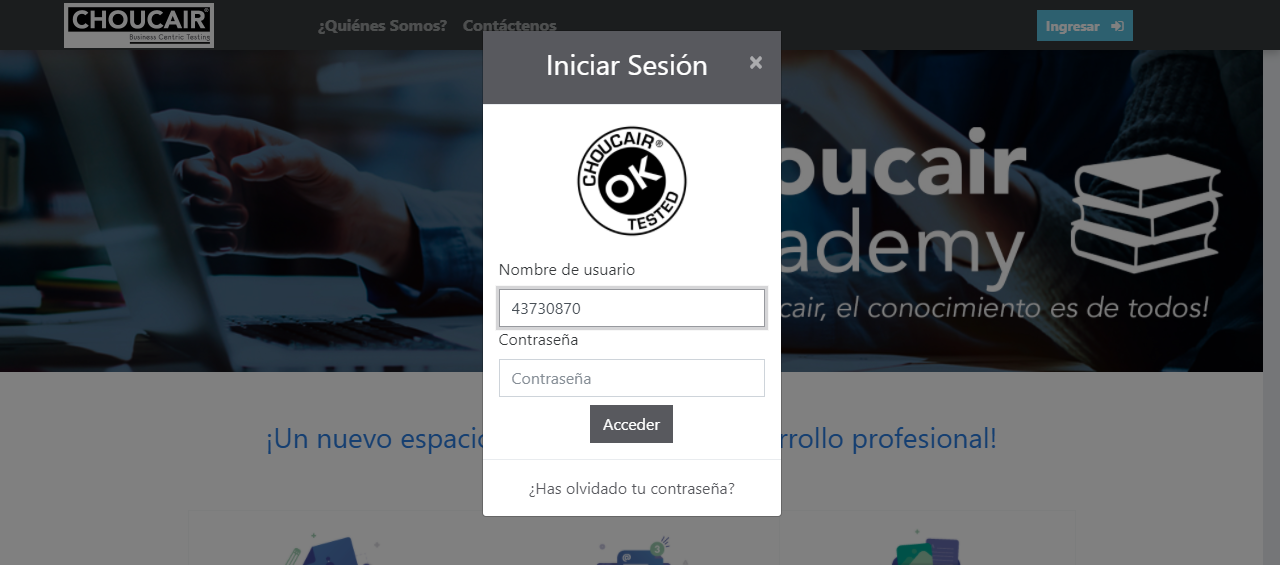 CHOUCAIR®
Business Centric Testing
¿Quiénes Somos?
Contáctenos
Ingresar
Iniciar Sesión
×
CHOUCAIR®
OK
TESTED
oucair
ademy
cair, el conocimiento es de todos!
Nombre de usuario
43730870
Contraseña
Contraseña
Acceder
¡Un nuevo espacio
rrollo profesional!
¿Has olvidado tu contraseña?
@
3